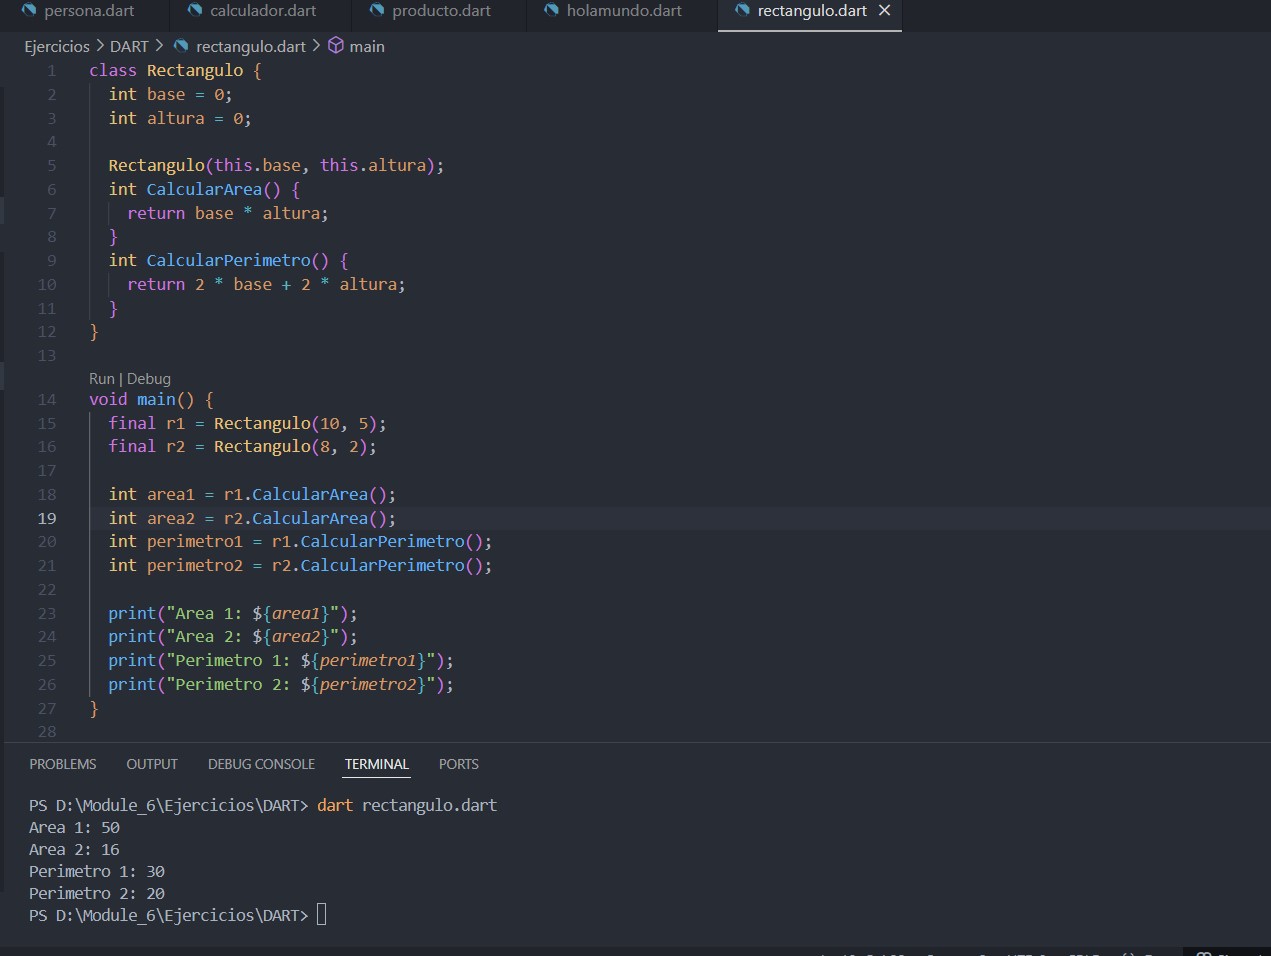 persona.dart calculador.dart producto.dart holamundo.dart rectangulo.dart
Ejercicios > DART > rectangulo.dart > main
1 class Rectangulo {
2 int base = 0;
3 int altura = 0;
4
5 Rectangulo(this.base, this.altura);
6 int CalcularArea() {
7 return base * altura;
8 }
9 int CalcularPerimetro() {
10 return 2 * base + 2 * altura;
11 }
12 }
13
Run | Debug
14 void main() {
15 final r1 = Rectangulo(10, 5);
16 final r2 = Rectangulo(8, 2);
17
18 int area1 = r1.CalcularArea();
19 int area2 = r2.CalcularArea();
20 int perimetro1 = r1.CalcularPerimetro();
21 int perimetro2 = r2.CalcularPerimetro();
22
23 print("Area 1: ${area1}");
24 print("Area 2: ${area2}");
25 print("Perimetro 1: ${perimetro1}");
26 print("Perimetro 2: ${perimetro2}");
27 }
28
PROBLEMS OUTPUT DEBUG CONSOLE TERMINAL PORTS
PS D:\Module_6\Ejercicios\DART> dart rectangulo.dart
Area 1: 50
Area 2: 16
Perimetro 1: 30
Perimetro 2: 20
PS D:\Module_6\Ejercicios\DART>